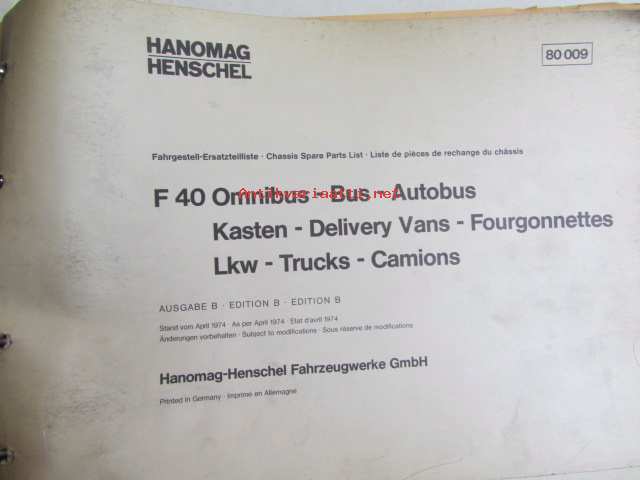 HANOMAG
HENSCHEL
80 009
Fahrgestell-Ersatzteilliste · Chassis Spare Parts List · Liste de pièces de rechange du châssis
F 40 Omnibus - Bus - Autobus
Antikvariaatti.net
Kasten - Delivery Vans - Fourgonnettes
Lkw - Trucks - Camions
AUSGABE B · EDITION B · EDITION B
Stand vom April 1974 · As per April 1974 · Etat d'avril 1974
Änderungen vorbehalten · Subject to modifications · Sous réserve de modifications
Hanomag-Henschel Fahrzeugwerke GmbH
Printed in Germany · Imprimé en Allemagne